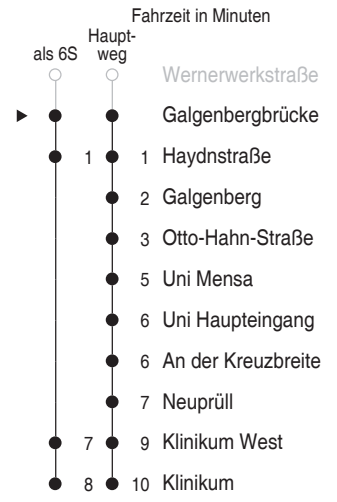 Fahrzeit in Minuten
Haupt-
als 6S weg
Wernerwerkstraße
Galgenbergbrücke
1 1 Haydnstraße
2 Galgenberg
3 Otto-Hahn-Straße
5 Uni Mensa
6 Uni Haupteingang
6 An der Kreuzbreite
7 Neuprüll
7 9 Klinikum West
8 10 Klinikum